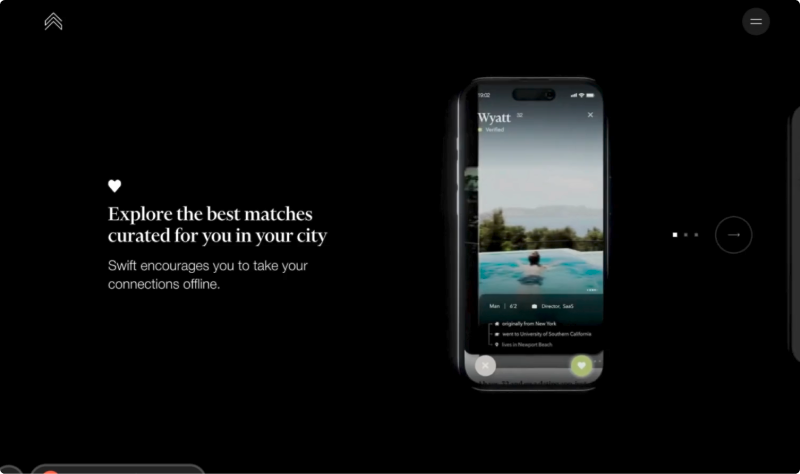 Explore the best matches
curated for you in your city
Swift encourages you to take your
connections offline.
19:02
Wyatt
Verified
Man | 6'2 Director, SaaS
originally from New York
went to University of Southern California
lives in Newport Beach